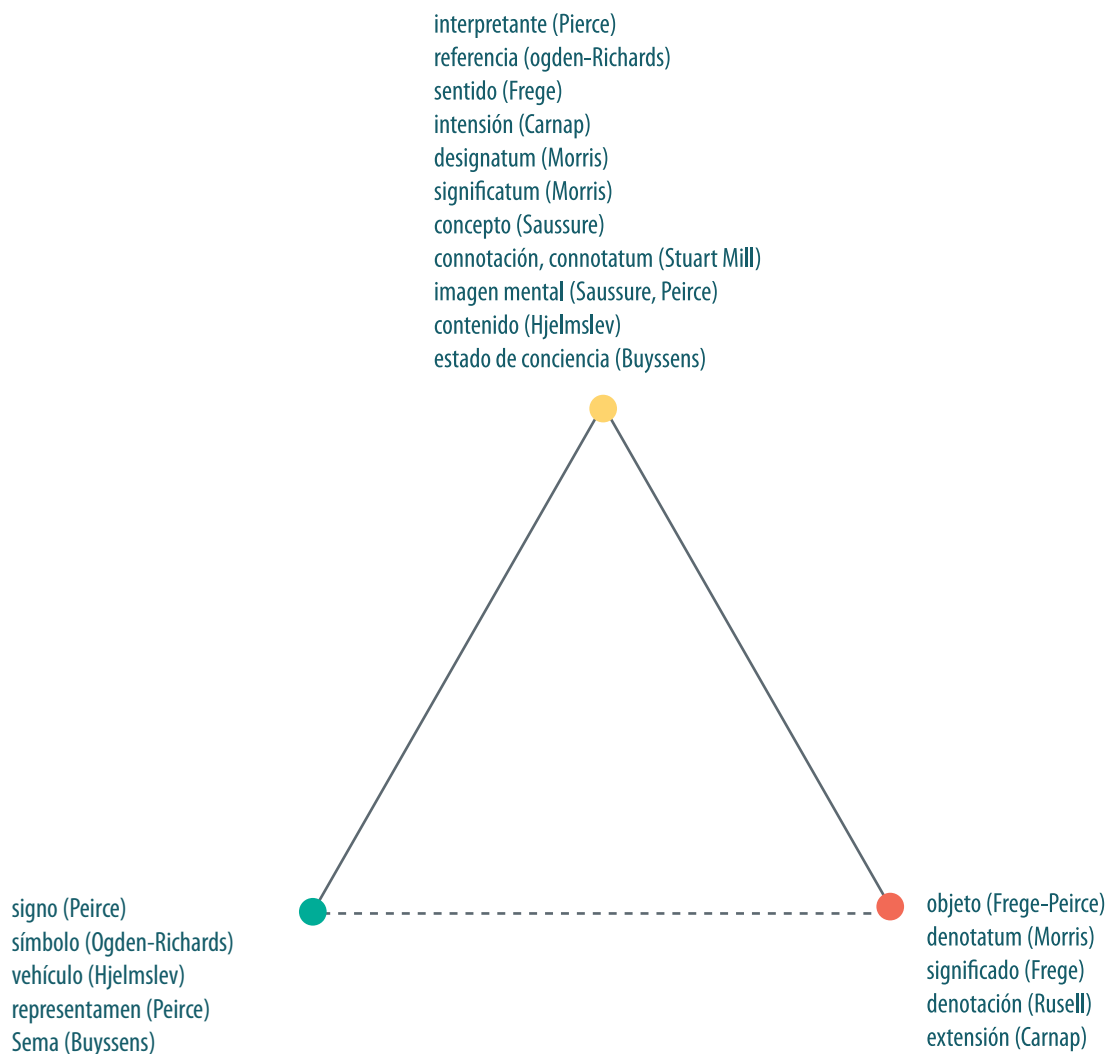 interpretante (Pierce)
referencia (ogden-Richards)
sentido (Frege)
intensión (Carnap)
designatum (Morris)
significatum (Morris)
concepto (Saussure)
connotación, connotatum (Stuart Mill)
imagen mental (Saussure, Peirce)
contenido (Hjelmslev)
estado de conciencia (Buyssens)
signo (Peirce)
símbolo (Ogden-Richards)
vehículo (Hjelmslev)
representamen (Peirce)
Sema (Buyssens)
objeto (Frege-Peirce)
denotatum (Morris)
significado (Frege)
denotación (Rusell)
extensión (Carnap)